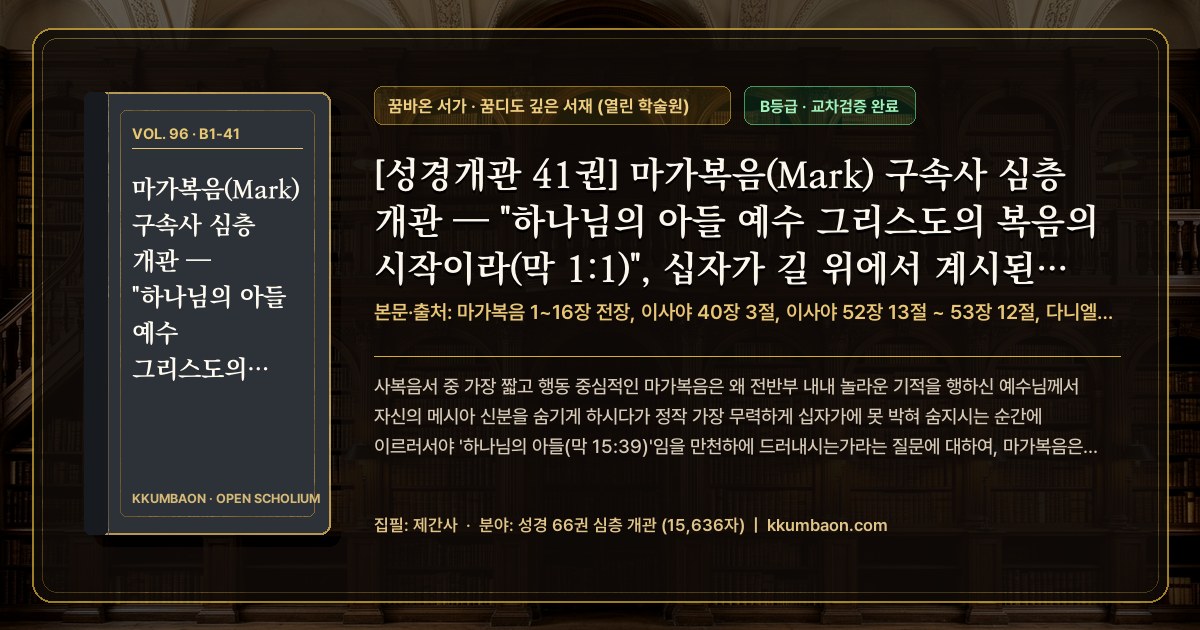 VOL. 96 · B1-41
마가복음(Mark)
구속사 심층
개관 —
"하나님의 아들
예수
그리스도의…
KKUMBAON · OPEN SCHOLIUM
꿈바온 서가 · 꿈디도 깊은 서재 (열린 학술원)
B등급 · 교차검증 완료
[성경개관 41권] 마가복음(Mark) 구속사 심층
개관 — "하나님의 아들 예수 그리스도의 복음의
시작이라(막 1:1)", 십자가 길 위에서 계시된…
본문·출처: 마가복음 1~16장 전장, 이사야 40장 3절, 이사야 52장 13절 ~ 53장 12절, 다니엘…
사복음서 중 가장 짧고 행동 중심적인 마가복음은 왜 전반부 내내 놀라운 기적을 행하신 예수님께서
자신의 메시아 신분을 숨기게 하시다가 정작 가장 무력하게 십자가에 못 박혀 숨지시는 순간에
이르러서야 '하나님의 아들(막 15:39)'임을 만천하에 드러내시는가라는 질문에 대하여, 마가복음은…
집필: 제간사 · 분야: 성경 66권 심층 개관 (15,636자) | kkumbaon.com